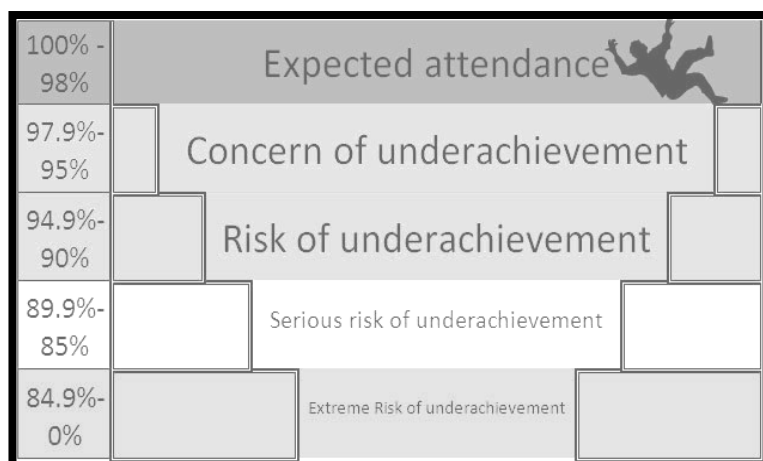 100% -
98%
Expected attendance
97.9%-
95%
Concern of underachievement
94.9%-
90%
Risk of underachievement
89.9%-
85%
Serious risk of underachievement
84.9%-
0%
Extreme Risk of underachievement